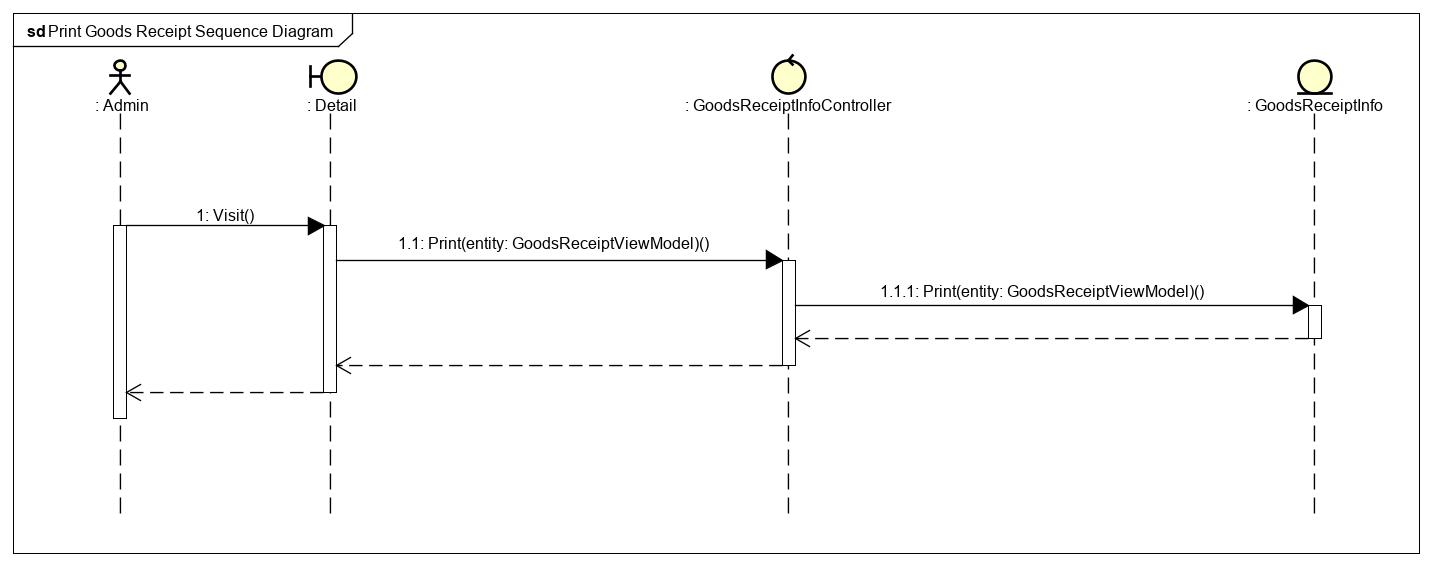 sd Print Goods Receipt Sequence Diagram
: Admin
: Detail
: GoodsReceiptInfoController
: GoodsReceiptInfo
1: Visit()
1.1: Print(entity: GoodsReceiptViewModel)()
1.1.1: Print(entity: GoodsReceiptViewModel)()